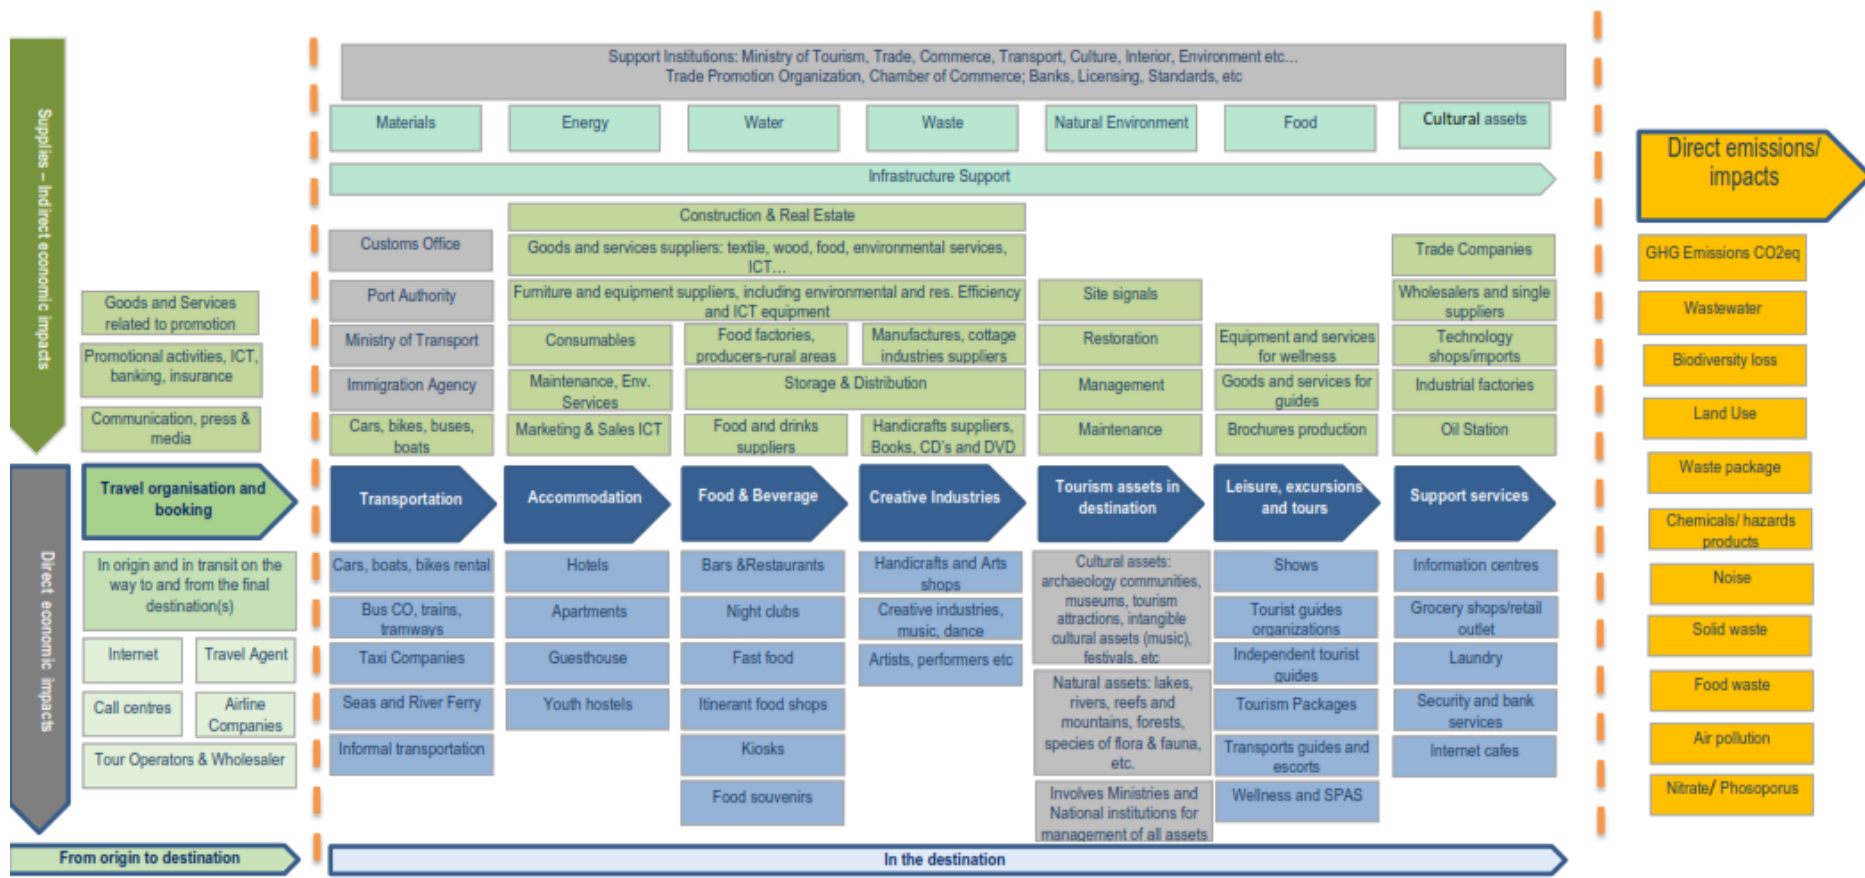 Supplies – Indirect economic impacts
Direct economic impacts
Support Institutions: Ministry of Tourism, Trade, Commerce, Transport, Culture, Interior, Environment etc...
Trade Promotion Organization, Chamber of Commerce; Banks, Licensing, Standards, etc
Materials
Energy
Water
Waste
Natural Environment
Food
Cultural assets
Infrastructure Support
Construction & Real Estate
Goods and services suppliers: textile, wood, food, environmental services,
ICT...
Furniture and equipment suppliers, including environmental and res. Efficiency
and ICT equipment
Goods and Services
related to promotion
Promotional activities, ICT,
banking, insurance
Communication, press &
media
Customs Office
Port Authority
Ministry of Transport
Immigration Agency
Cars, bikes, buses,
boats
Consumables
Maintenance, Env.
Services
Marketing & Sales ICT
Food factories,
producers-rural areas
Manufactures, cottage
industries suppliers
Storage & Distribution
Food and drinks
suppliers
Handicrafts suppliers,
Books, CD's and DVD
Site signals
Restoration
Management
Maintenance
Equipment and services
for wellness
Goods and services for
guides
Brochures production
Trade Companies
Wholesalers and single
suppliers
Technology
shops/imports
Industrial factories
Oil Station
Travel organisation and
booking
Transportation
Accommodation
Food & Beverage
Creative Industries
Tourism assets in
destination
Leisure, excursions
and tours
Support services
In origin and in transit on the
way to and from the final
destination(s)
Internet
Travel Agent
Call centres
Airline
Companies
Tour Operators & Wholesaler
Cars, boats, bikes rental
Bus CO, trains,
tramways
Taxi Companies
Seas and River Ferry
Informal transportation
Hotels
Apartments
Guesthouse
Youth hostels
Bars &Restaurants
Night clubs
Fast food
Itinerant food shops
Kiosks
Food souvenirs
Handicrafts and Arts
shops
Creative industries,
music, dance
Artists, performers etc
Cultural assets:
archaeology communities,
museums, tourism
attractions, intangible
cultural assets (music),
festivals, etc
Natural assets: lakes,
rivers, reefs and
mountains, forests,
species of flora & fauna,
etc.
Involves Ministries and
National institutions for
management of all assets
Shows
Tourist guides
organizations
Independent tourist
guides
Tourism Packages
Transports guides and
escorts
Wellness and SPAS
Information centres
Grocery shops/retail
outlet
Laundry
Security and bank
services
Internet cafes
From origin to destination
In the destination
Direct emissions/
impacts
GHG Emissions CO2eq
Wastewater
Biodiversity loss
Land Use
Waste package
Chemicals/ hazards
products
Noise
Solid waste
Food waste
Air pollution
Nitrate/ Phosoporus